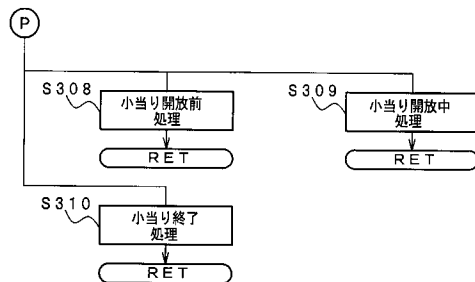 P
S308
小当り開放前
処理
RET
S309
小当り開放中
処理
RET
S310
小当り終了
処理
RET